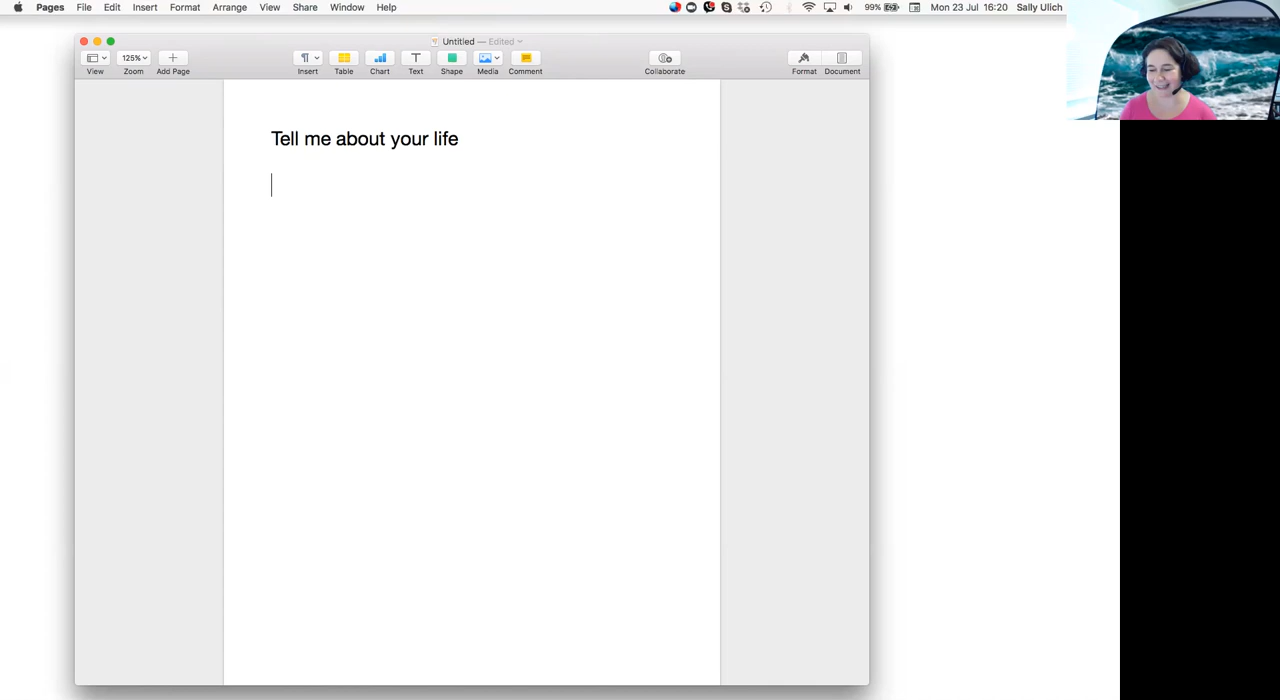 Pages File Edit Insert Format Arrange View Share Window Help 99% Mon 23 Jul 16:20 Sally Ulich
Untitled — Edited
125%
View Zoom Add Page Insert Table Chart Text Shape Media Comment Collaborate Format Document
Tell me about your life